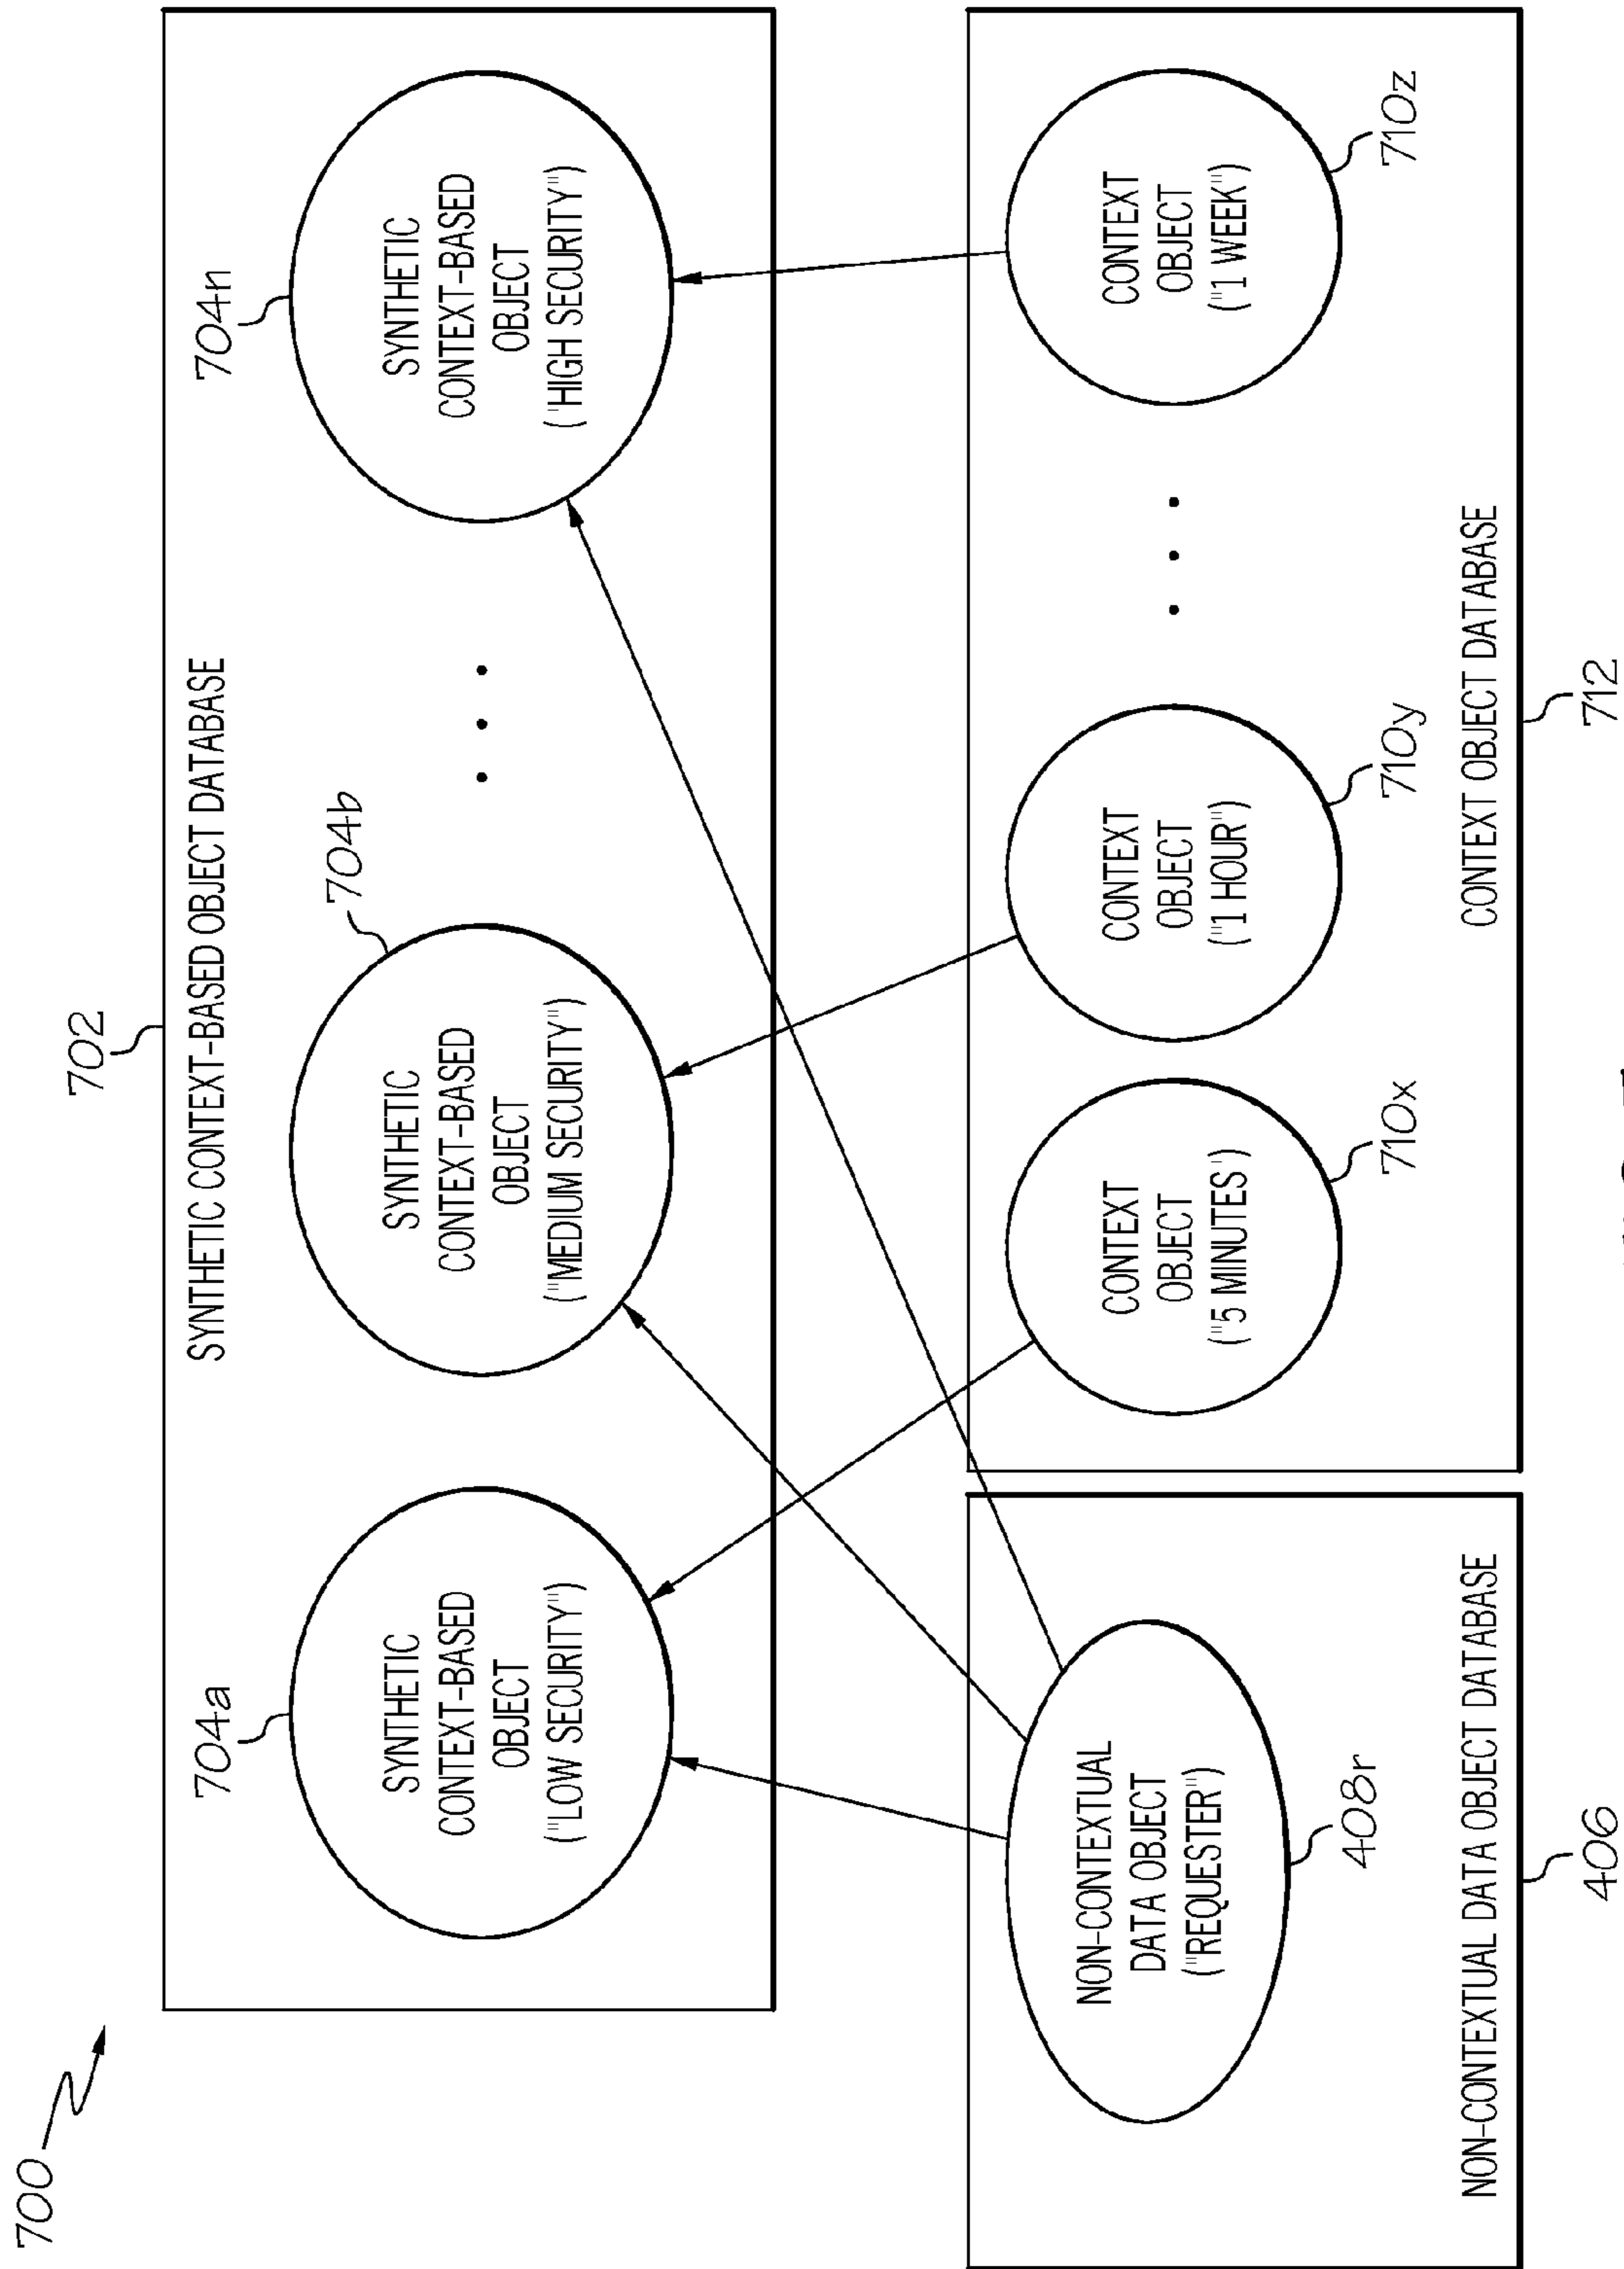 700
702
SYNTHETIC CONTEXT-BASED OBJECT DATABASE
704a
SYNTHETIC
CONTEXT-BASED
OBJECT
("LOW SECURITY")
704b
SYNTHETIC
CONTEXT-BASED
OBJECT
("MEDIUM SECURITY")
704n
SYNTHETIC
CONTEXT-BASED
OBJECT
("HIGH SECURITY")
NON-CONTEXTUAL
DATA OBJECT
("REQUESTER")
408r
NON-CONTEXTUAL DATA OBJECT DATABASE
406
CONTEXT
OBJECT
("5 MINUTES")
710x
CONTEXT
OBJECT
("1 HOUR")
710y
CONTEXT
OBJECT
("1 WEEK")
710z
CONTEXT OBJECT DATABASE
712